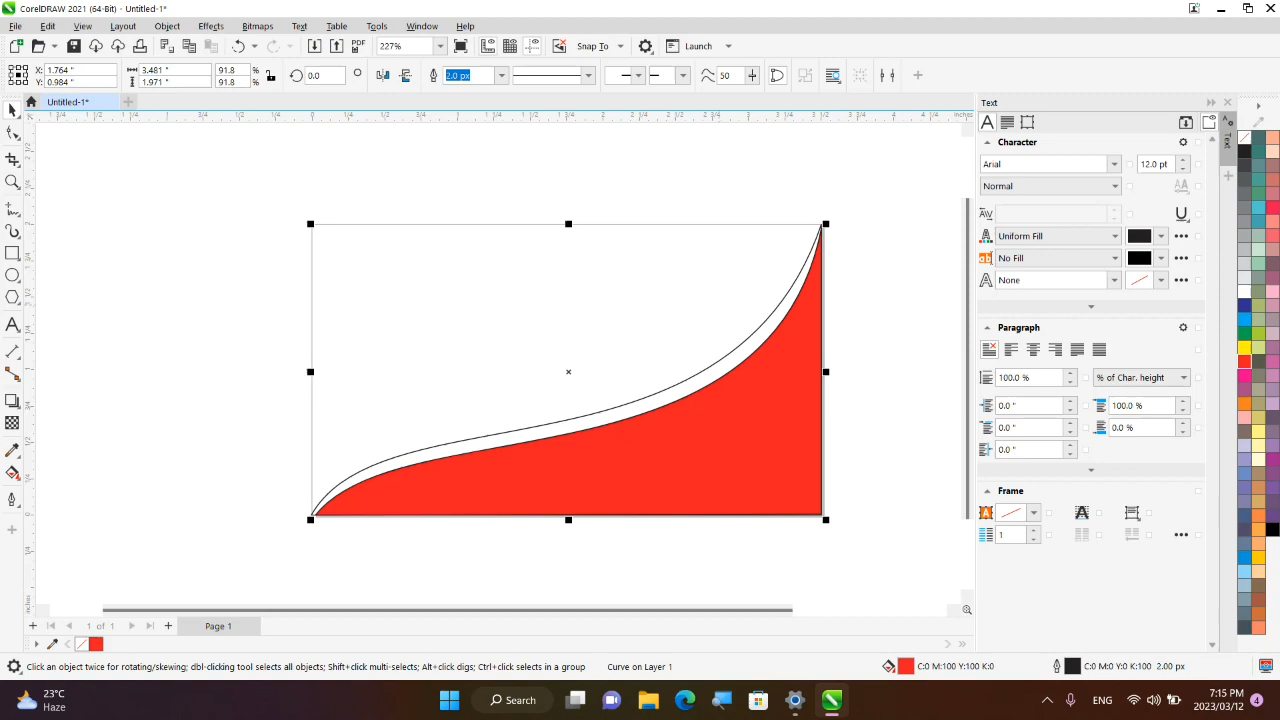 CorelDRAW 2021 (64-Bit) - Untitled-1*
File Edit View Layout Object Effects Bitmaps Text Table Tools Window Help
PDF 227% Snap To Launch
X: 1.764 " 3.481 " 91.8 % 0.0 ° 2.0 px 50
Y: 0.984 " 1.971 " 91.8 %
Untitled-1*
inches
Text
Character
Arial 12.0 pt
Normal
Uniform Fill
No Fill
None
Paragraph
100.0 % % of Char. height
0.0 " 100.0 %
0.0 " 0.0 %
0.0 "
Frame
1
1 of 1 Page 1
Click an object twice for rotating/skewing; dbl-clicking tool selects all objects; Shift+click multi-selects; Alt+click digs; Ctrl+click selects in a group Curve on Layer 1 C:0 M:100 Y:100 K:0 C:0 M:0 Y:0 K:100 2.00 px
23°C
Haze
Search
ENG
7:15 PM
2023/03/12
4